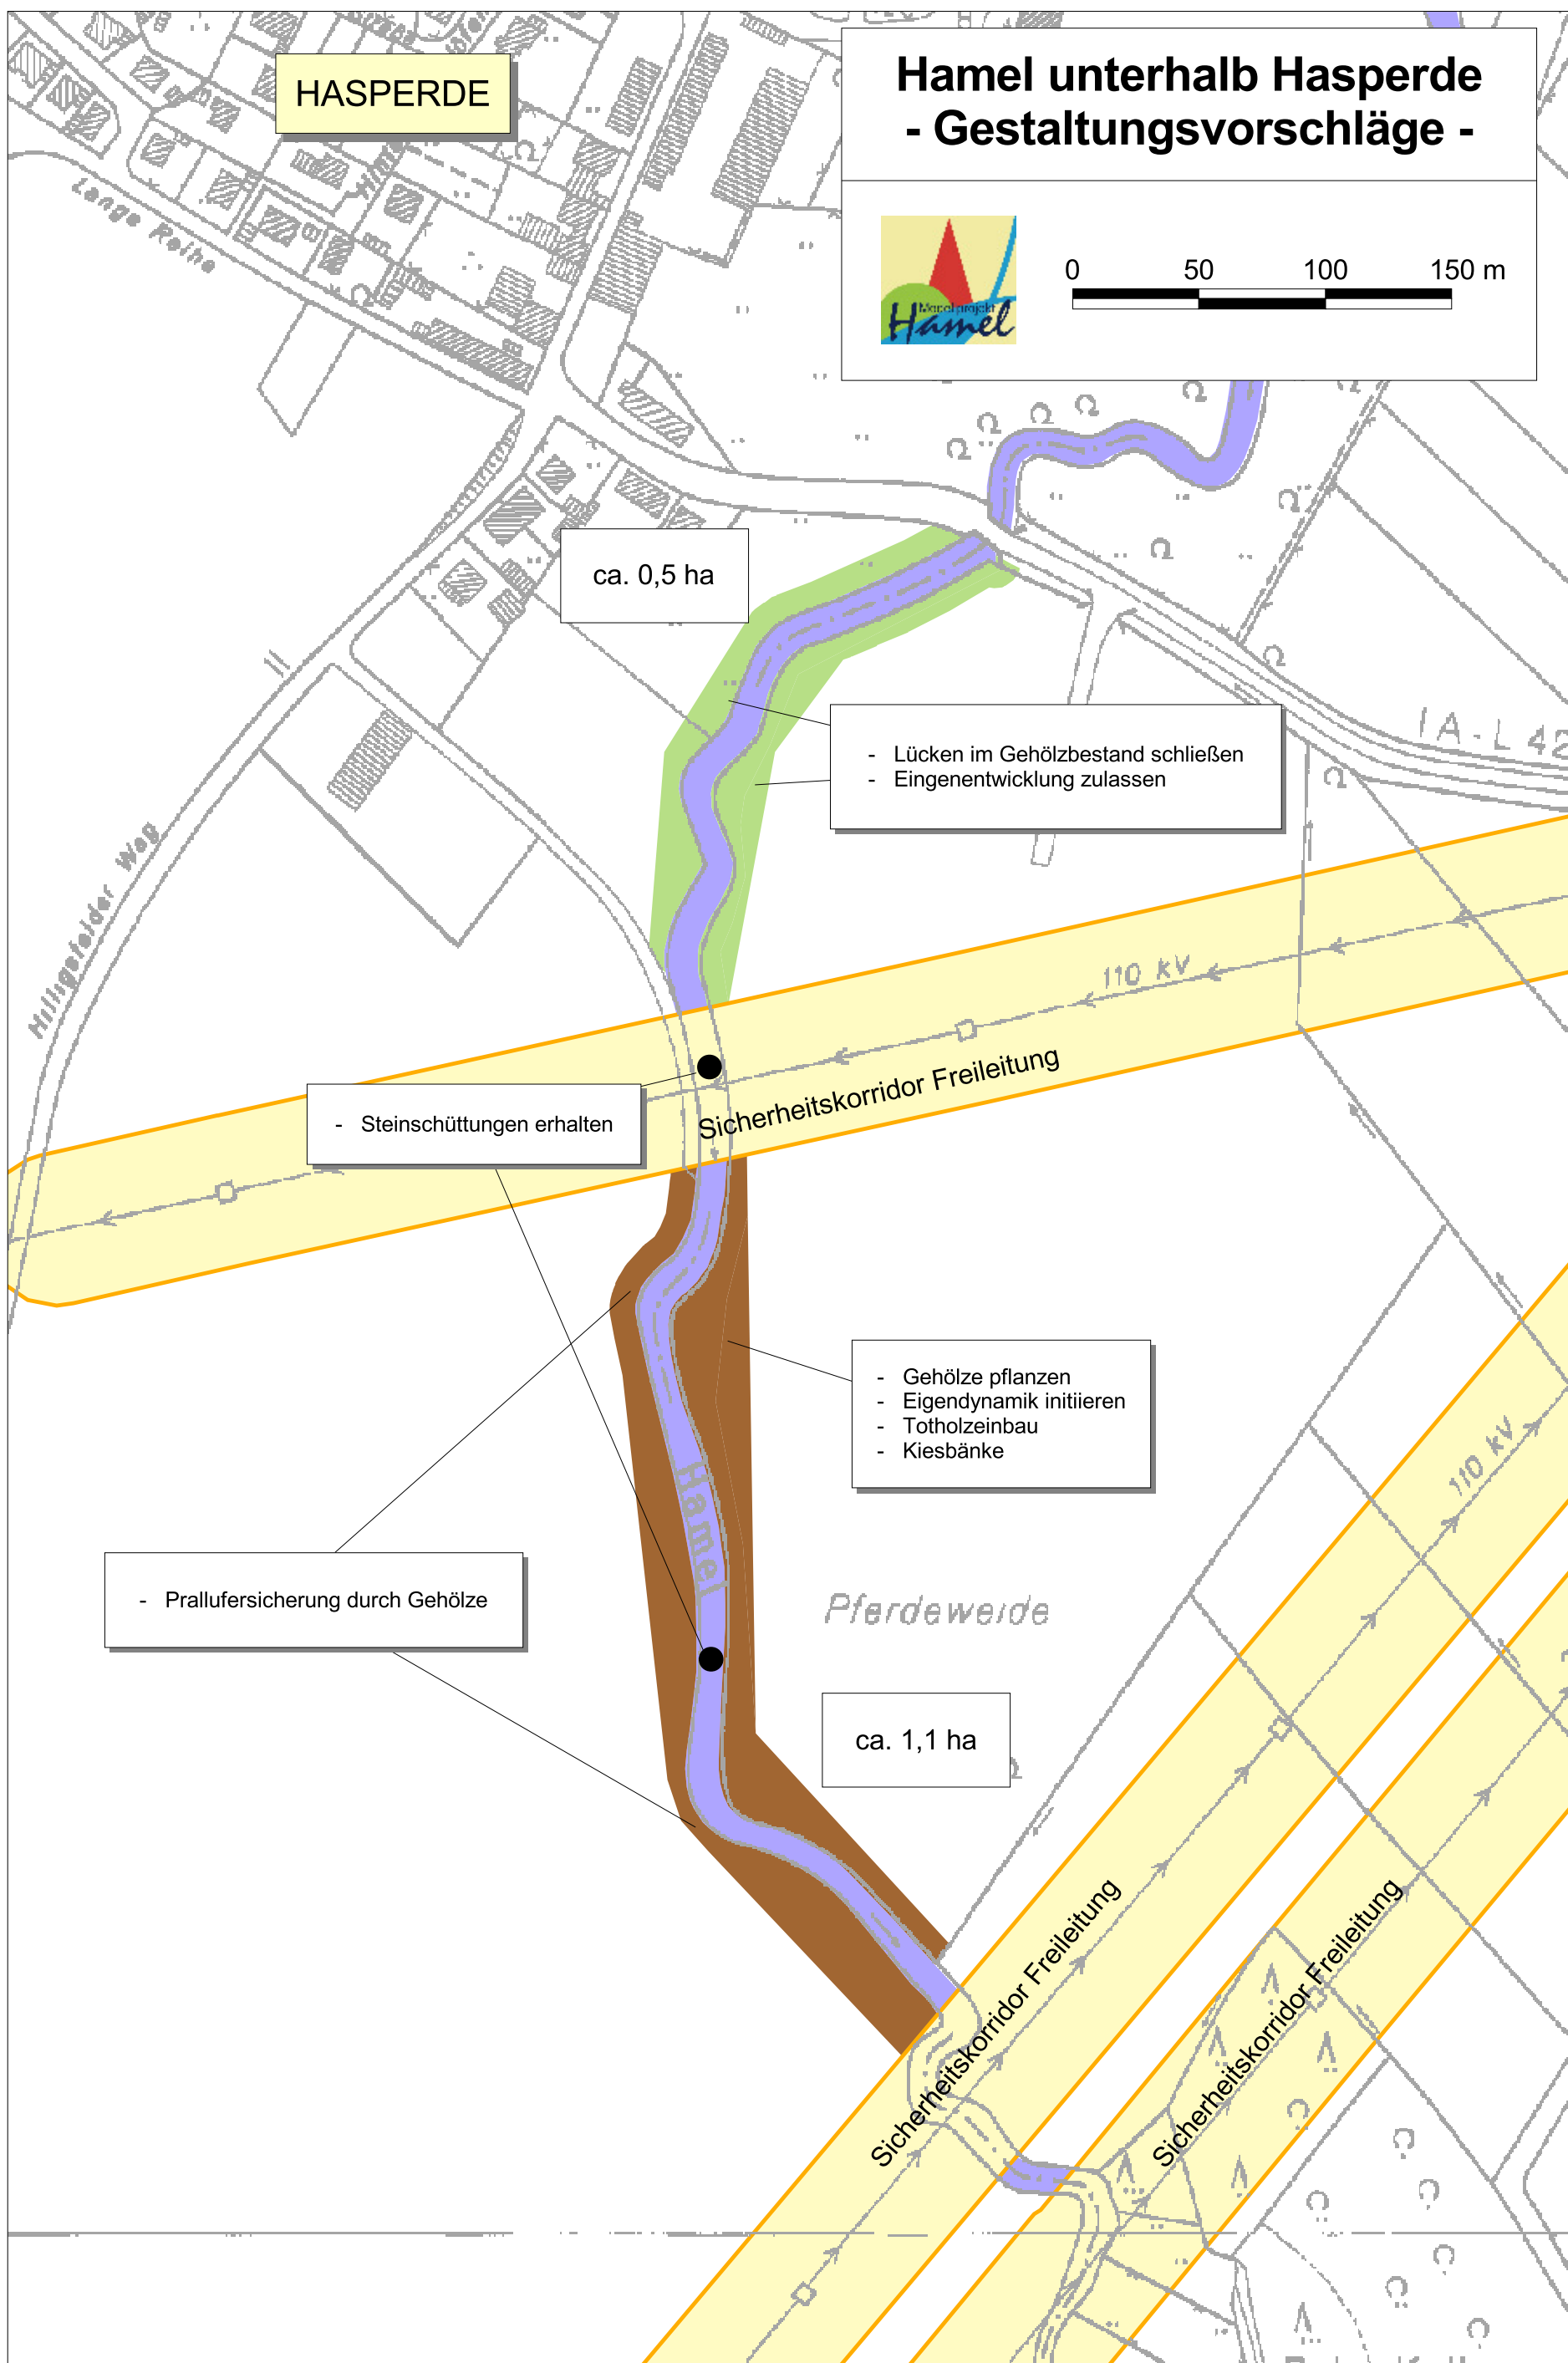 HASPERDE
Hamel unterhalb Hasperde
- Gestaltungsvorschläge -
Modellprojekt
Hamel
0 50 100 150 m
Lange Reihe
ca. 0,5 ha
- Lücken im Gehölzbestand schließen
- Eingenentwicklung zulassen
Hilligsfelder Weg
110 kV
Sicherheitskorridor Freileitung
- Steinschüttungen erhalten
- Gehölze pflanzen
- Eigendynamik initiieren
- Totholzeinbau
- Kiesbänke
110 kV
Hamel
- Prallufersicherung durch Gehölze
Pferdeweide
ca. 1,1 ha
Sicherheitskorridor Freileitung
Sicherheitskorridor Freileitung